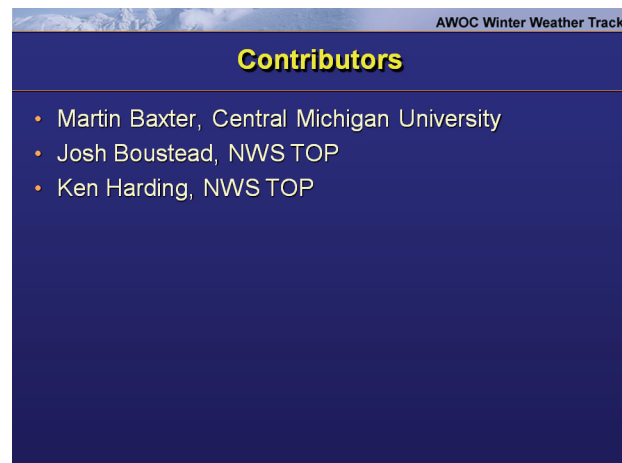 AWOC Winter Weather Track
Contributors
• Martin Baxter, Central Michigan University
• Josh Boustead, NWS TOP
• Ken Harding, NWS TOP